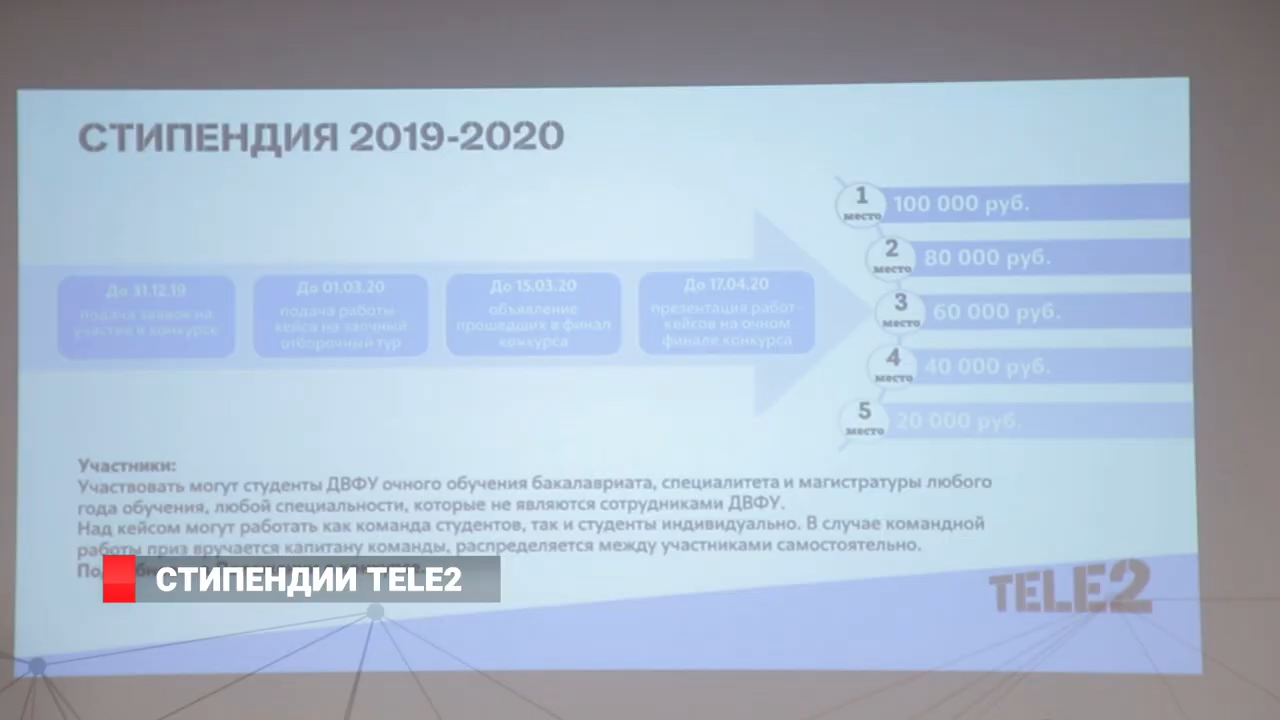 СТИПЕНДИЯ 2019-2020
До 31.12.19
подача заявок на
участие в конкурсе
До 01.03.20
подача работы-
кейса на заочный
отборочный тур
До 15.03.20
объявление
прошедших в финал
конкурса
До 17.04.20
презентация работ-
кейсов на очном
финале конкурса
1
место
100 000 руб.
2
место
80 000 руб.
3
место
60 000 руб.
4
место
40 000 руб.
5
место
20 000 руб.
Участники:
Участвовать могут студенты ДВФУ очного обучения бакалавриата, специалитета и магистратуры любого
года обучения, любой специальности, которые не являются сотрудниками ДВФУ.
Над кейсом могут работать как команда студентов, так и студенты индивидуально. В случае командной
работы приз вручается капитану команды, распределяется между участниками самостоятельно.
СТИПЕНДИИ TELE2
TELE2